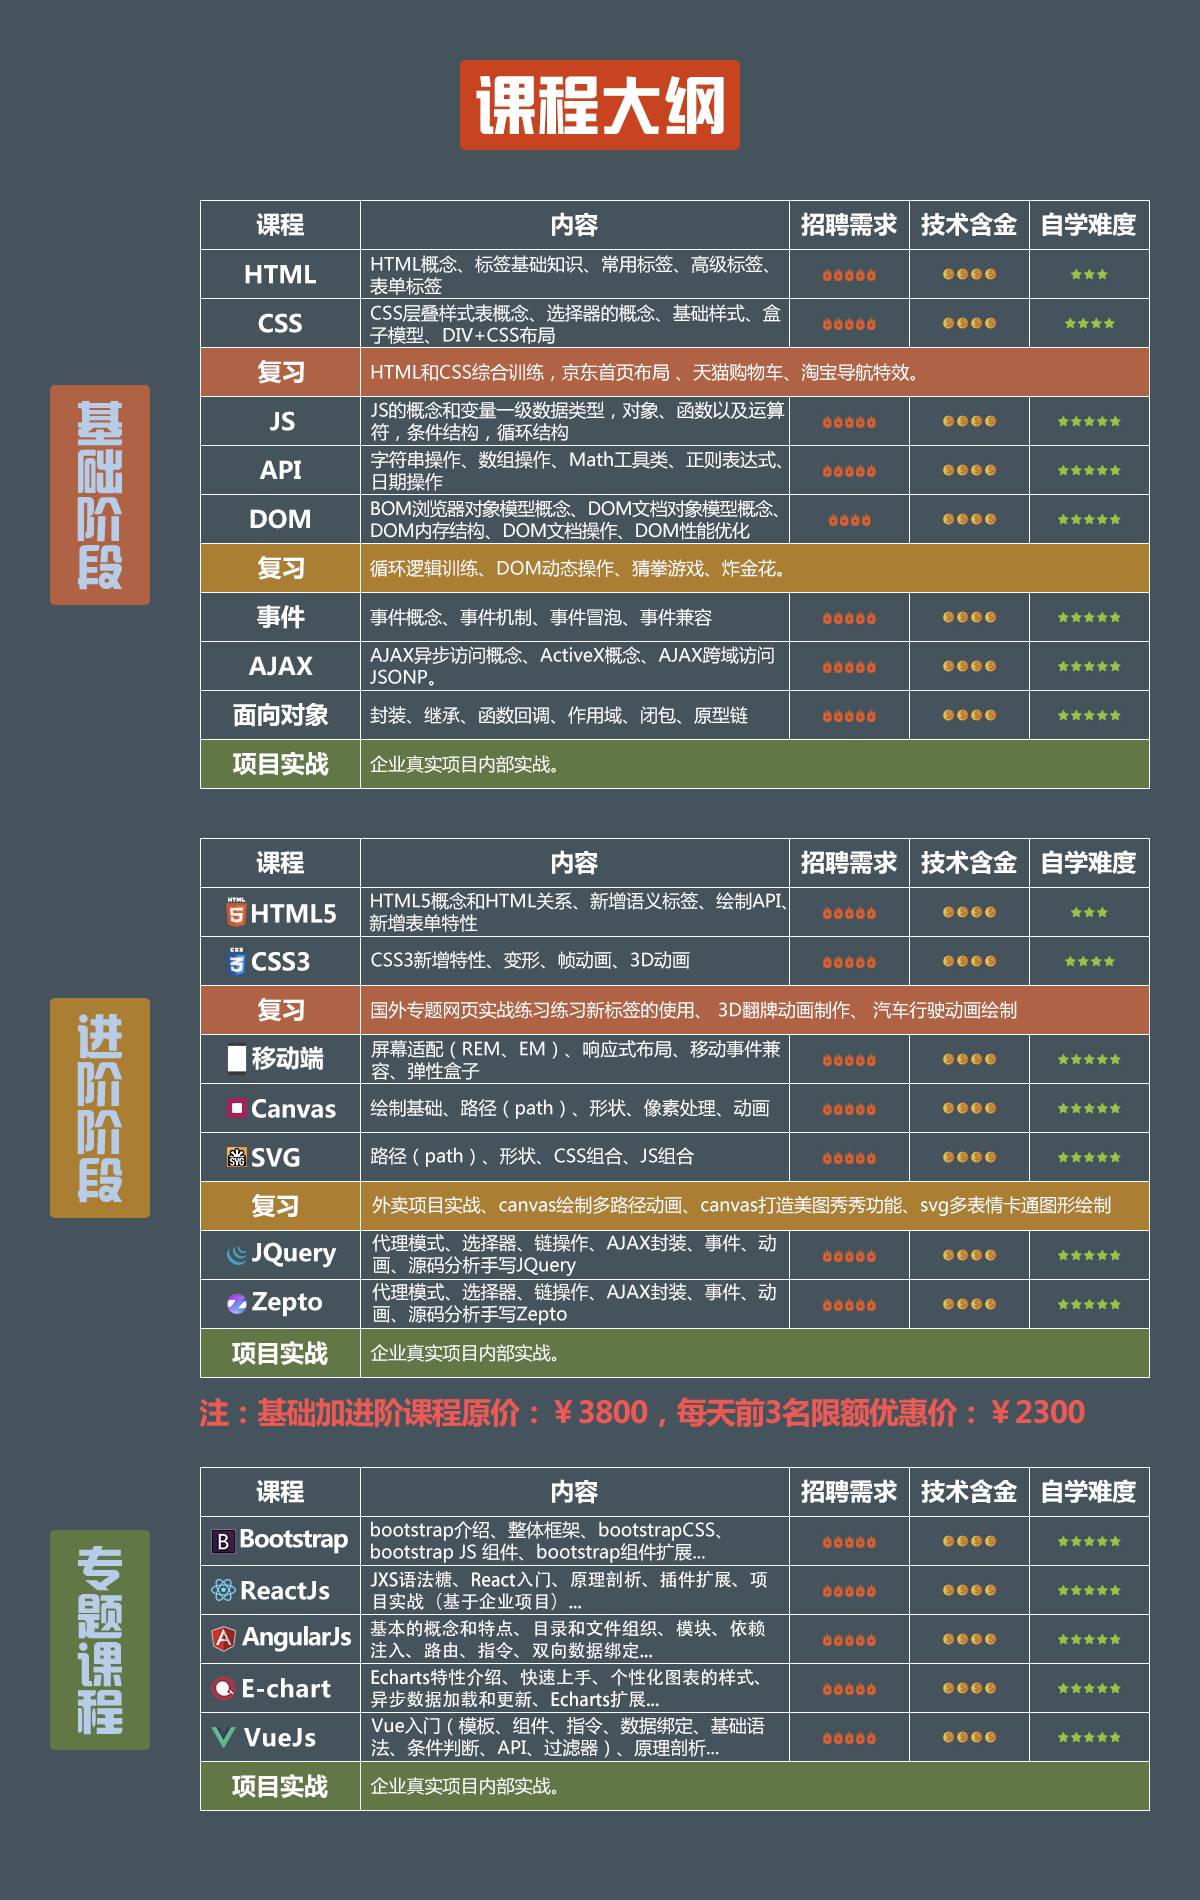 课程大纲
基础阶段
课程 内容 招聘需求 技术含金 自学难度
HTML HTML概念、标签基础知识、常用标签、高级标签、
表单标签
CSS CSS层叠样式表概念、选择器的概念、基础样式、盒
子模型、DIV+CSS布局
复习 HTML和CSS综合训练，京东首页布局 、天猫购物车、淘宝导航特效。
JS JS的概念和变量一级数据类型，对象、函数以及运算
符，条件结构，循环结构
API 字符串操作、数组操作、Math工具类、正则表达式、
日期操作
DOM BOM浏览器对象模型概念、DOM文档对象模型概念、
DOM内存结构、DOM文档操作、DOM性能优化
复习 循环逻辑训练、DOM动态操作、猜拳游戏、炸金花。
事件 事件概念、事件机制、事件冒泡、事件兼容
AJAX AJAX异步访问概念、ActiveX概念、AJAX跨域访问
JSONP。
面向对象 封装、继承、函数回调、作用域、闭包、原型链
项目实战 企业真实项目内部实战。
进阶阶段
课程 内容 招聘需求 技术含金 自学难度
HTML 5 HTML5 HTML5概念和HTML关系、新增语义标签、绘制API、
新增表单特性
CSS 3 CSS3 CSS3新增特性、变形、帧动画、3D动画
复习 国外专题网页实战练习练习新标签的使用、 3D翻牌动画制作、 汽车行驶动画绘制
移动端 屏幕适配（REM、EM）、响应式布局、移动事件兼
容、弹性盒子
Canvas 绘制基础、路径（path）、形状、像素处理、动画
SVG SVG 路径（path）、形状、CSS组合、JS组合
复习 外卖项目实战、canvas绘制多路径动画、canvas打造美图秀秀功能、svg多表情卡通图形绘制
JQuery 代理模式、选择器、链操作、AJAX封装、事件、动
画、源码分析手写JQuery
Zepto 代理模式、选择器、链操作、AJAX封装、事件、动
画、源码分析手写Zepto
项目实战 企业真实项目内部实战。
注：基础加进阶课程原价：￥3800，每天前3名限额优惠价：￥2300
专题课程
课程 内容 招聘需求 技术含金 自学难度
B Bootstrap bootstrap介绍、整体框架、bootstrapCSS、
bootstrap JS 组件、bootstrap组件扩展...
ReactJs JXS语法糖、React入门、原理剖析、插件扩展、项
目实战（基于企业项目）...
A AngularJs 基本的概念和特点、目录和文件组织、模块、依赖
注入、路由、指令、双向数据绑定...
E-chart Echarts特性介绍、快速上手、个性化图表的样式、
异步数据加载和更新、Echarts扩展...
VueJs Vue入门（模板、组件、指令、数据绑定、基础语
法、条件判断、API、过滤器）、原理剖析...
项目实战 企业真实项目内部实战。